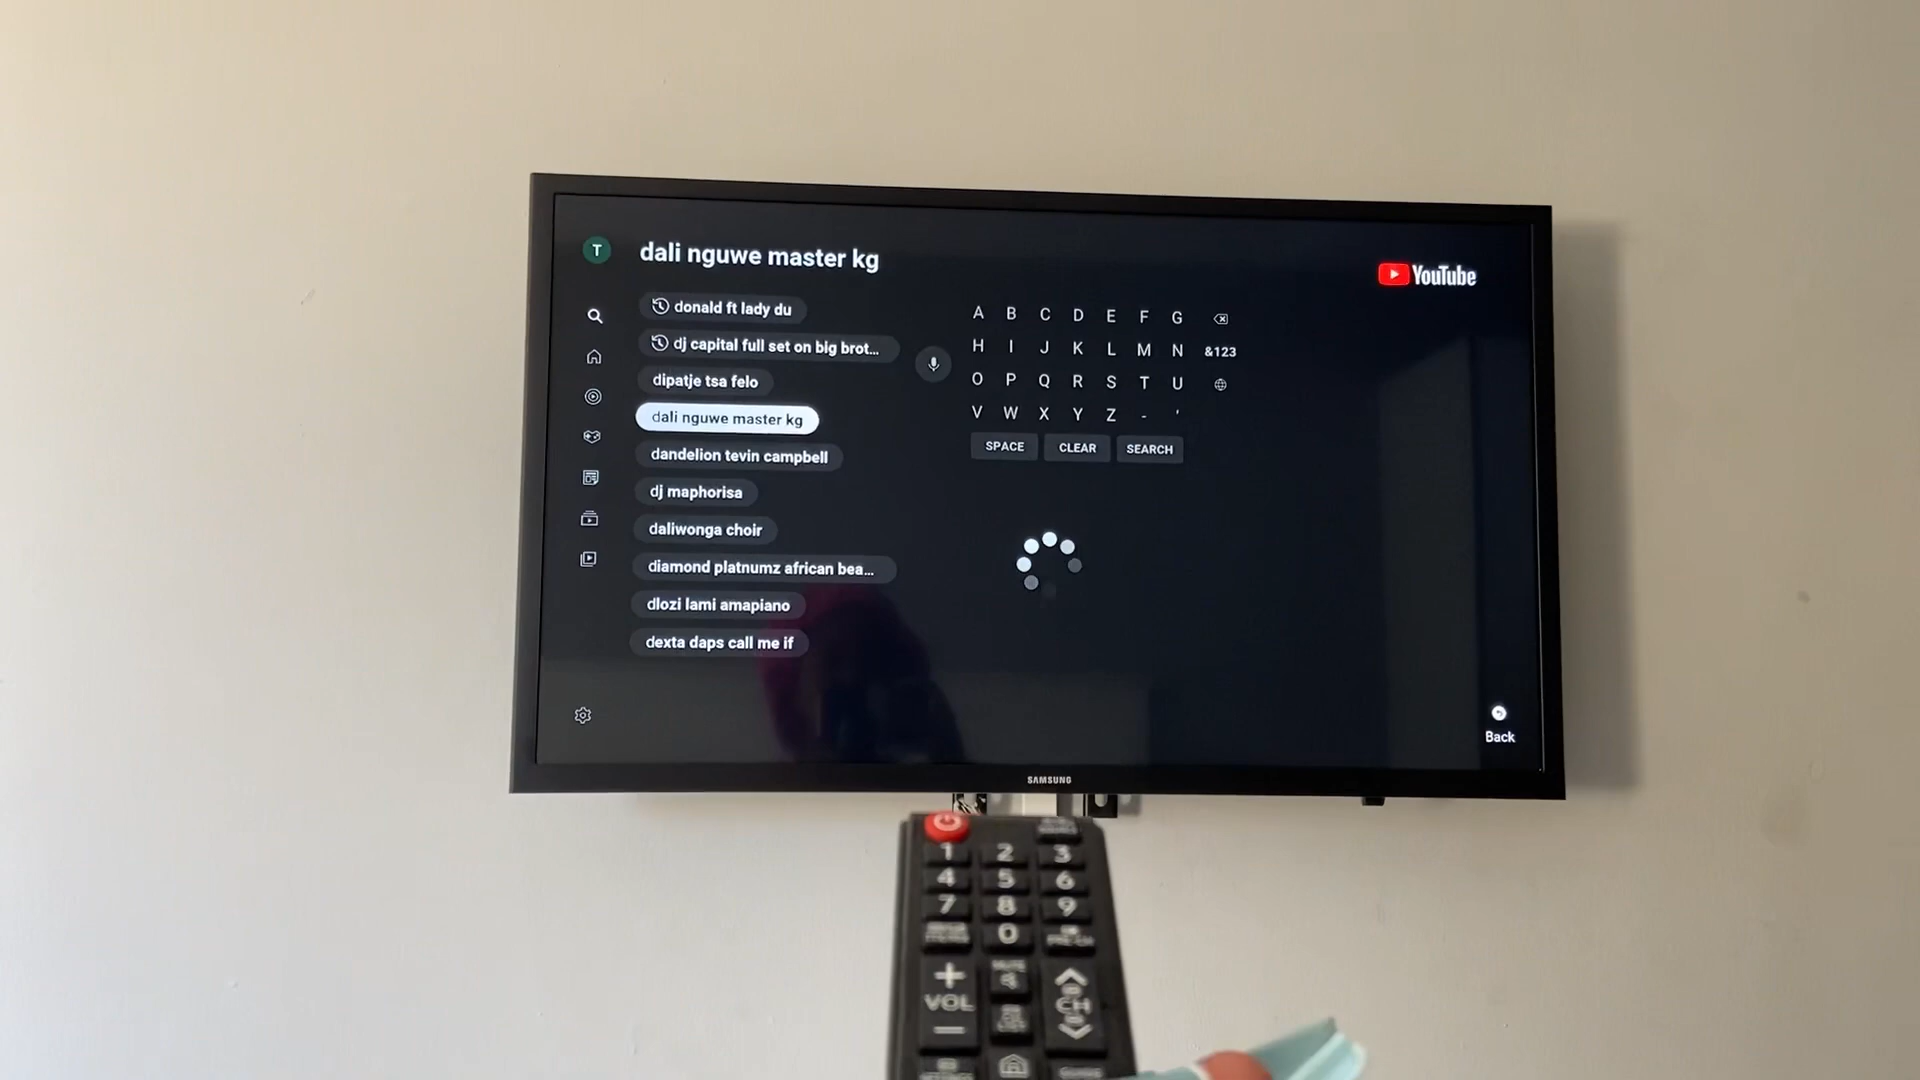 T
dali nguwe master kg
YouTube
donald ft lady du
dj capital full set on big brot...
dipatje tsa felo
dali nguwe master kg
dandelion tevin campbell
dj maphorisa
daliwonga choir
diamond platnumz african bea...
dlozi lami amapiano
dexta daps call me if
A B C D E F G
H I J K L M N &123
O P Q R S T U
V W X Y Z - '
SPACE CLEAR SEARCH
Back
SAMSUNG
1 2 3
4 5 6
7 8 9
0 PRE-CH
MUTE
+ VOL -
CH